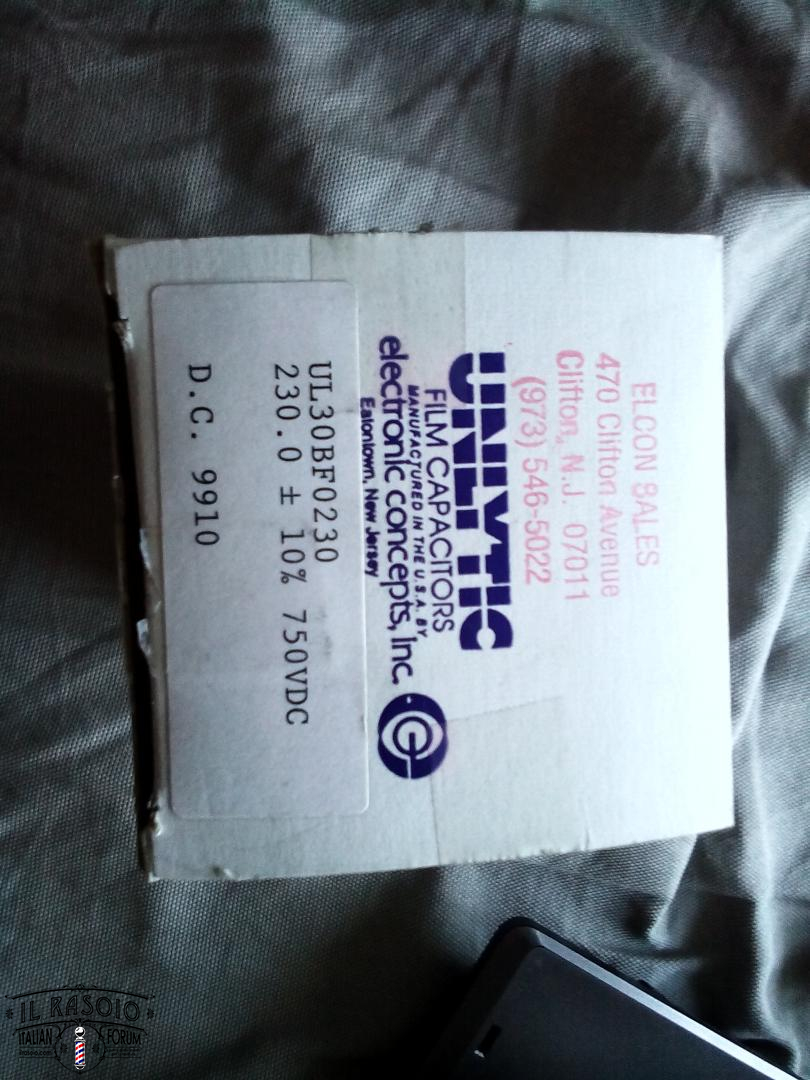 ELCON SALES
470 Clifton Avenue
Clifton, N.J. 07011
(973) 546-5022
UNLYTIC
FILM CAPACITORS
MANUFACTURED IN THE U.S.A. BY
electronic concepts, inc.
Eatontown, New Jersey
UL30BF0230
230.0 ± 10% 750VDC
D.C. 9910
IL RASOIO
ITALIAN FORUM